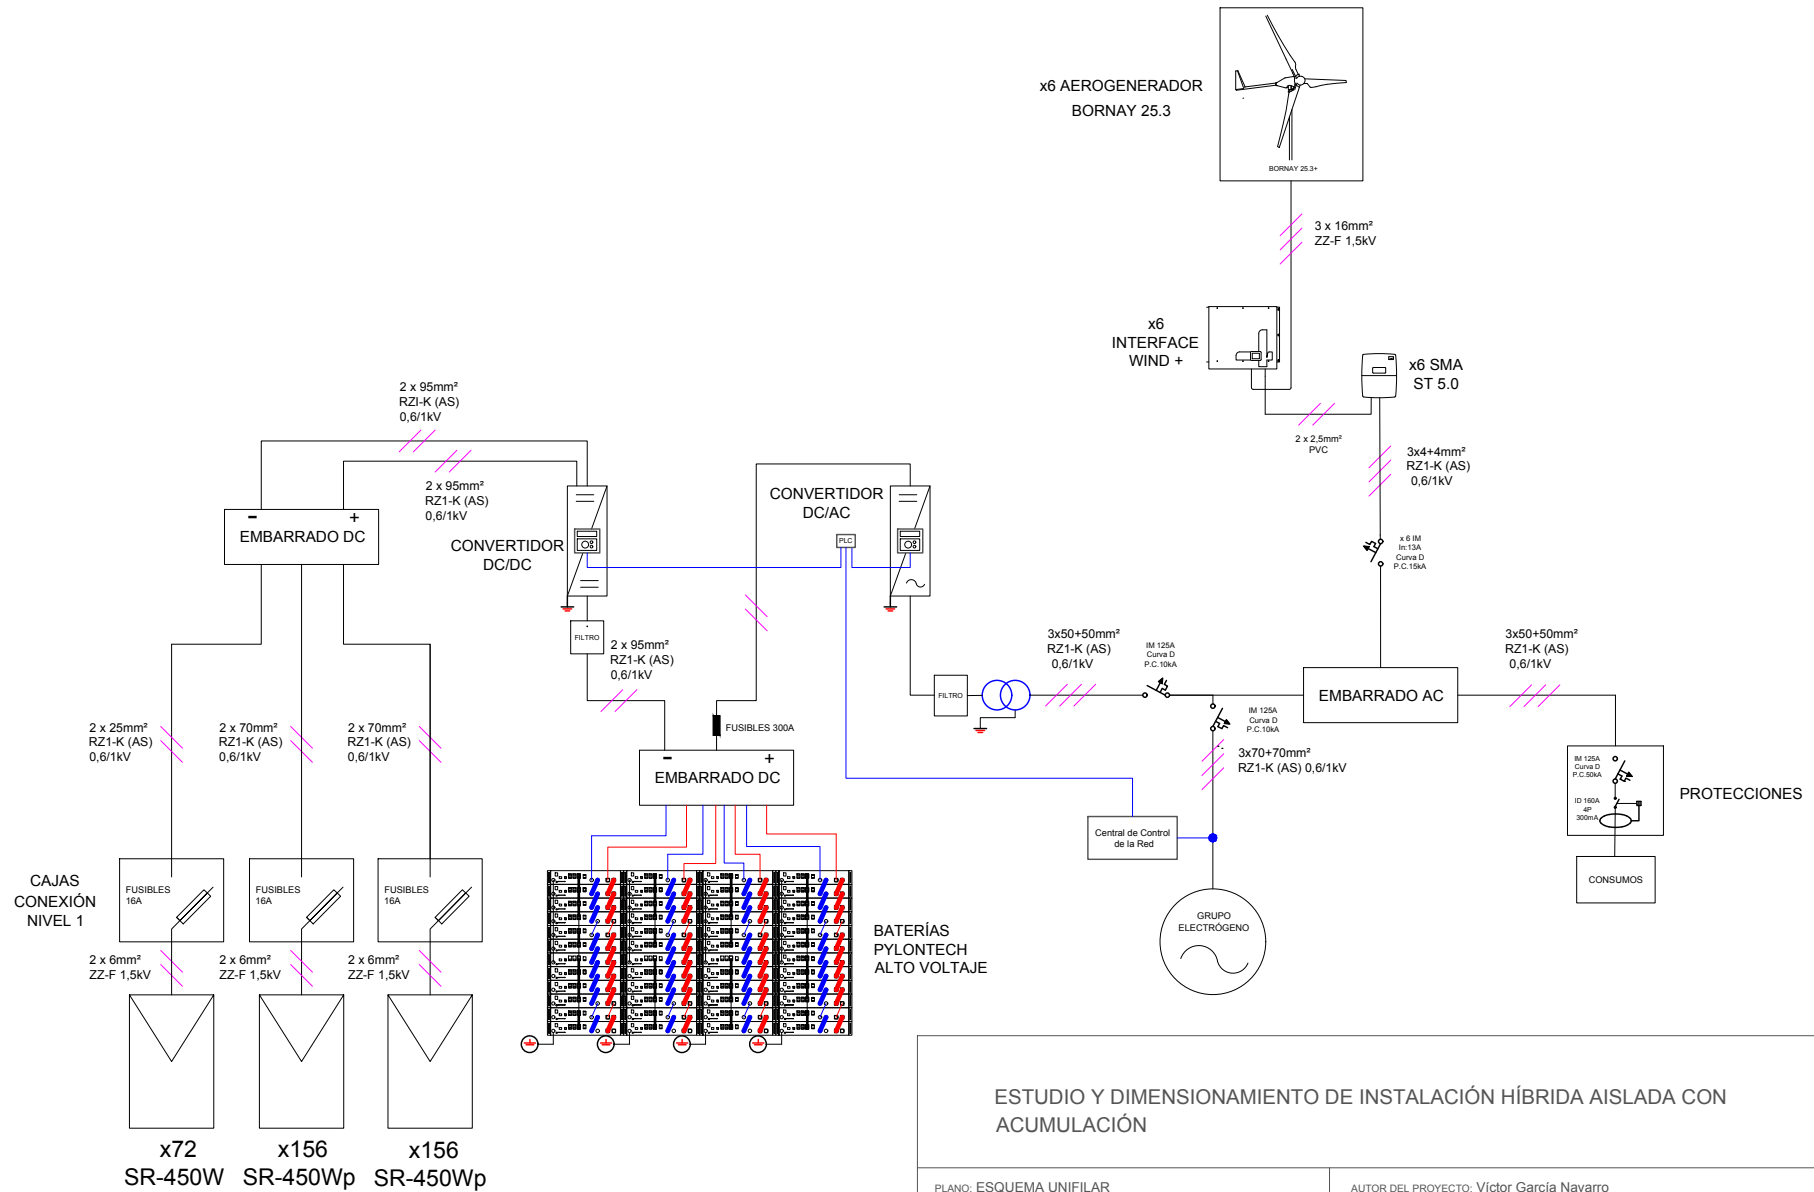 x6 AEROGENERADOR
BORNAY 25.3
BORNAY 25.3+
3 x 16mm²
ZZ-F 1,5kV
x6
INTERFACE
WIND +
x6 SMA
ST 5.0
2 x 2,5mm²
PVC
3x4+4mm²
RZ1-K (AS)
0,6/1kV
x 6 IM
In:13A
Curva D
P.C.15kA
2 x 95mm²
RZI-K (AS)
0,6/1kV
2 x 95mm²
RZ1-K (AS)
0,6/1kV
- +
EMBARRADO DC
CONVERTIDOR
DC/DC
CONVERTIDOR
DC/AC
PLC
FILTRO
2 x 95mm²
RZ1-K (AS)
0,6/1kV
FUSIBLES 300A
- +
EMBARRADO DC
FILTRO
3x50+50mm²
RZ1-K (AS)
0,6/1kV
IM 125A
Curva D
P.C.10kA
IM 125A
Curva D
P.C.10kA
3x70+70mm²
RZ1-K (AS) 0,6/1kV
EMBARRADO AC
3x50+50mm²
RZ1-K (AS)
0,6/1kV
IM 125A
Curva D
P.C.50kA
ID 160A
4P
300mA
PROTECCIONES
CONSUMOS
Central de Control
de la Red
GRUPO
ELECTRÓGENO
2 x 25mm²
RZ1-K (AS)
0,6/1kV
2 x 70mm²
RZ1-K (AS)
0,6/1kV
2 x 70mm²
RZ1-K (AS)
0,6/1kV
CAJAS
CONEXIÓN
NIVEL 1
FUSIBLES
16A
FUSIBLES
16A
FUSIBLES
16A
2 x 6mm²
ZZ-F 1,5kV
2 x 6mm²
ZZ-F 1,5kV
2 x 6mm²
ZZ-F 1,5kV
BATERÍAS
PYLONTECH
ALTO VOLTAJE
x72
SR-450W
x156
SR-450Wp
x156
SR-450Wp
ESTUDIO Y DIMENSIONAMIENTO DE INSTALACIÓN HÍBRIDA AISLADA CON
ACUMULACIÓN
PLANO: ESQUEMA UNIFILAR
AUTOR DEL PROYECTO: Víctor García Navarro